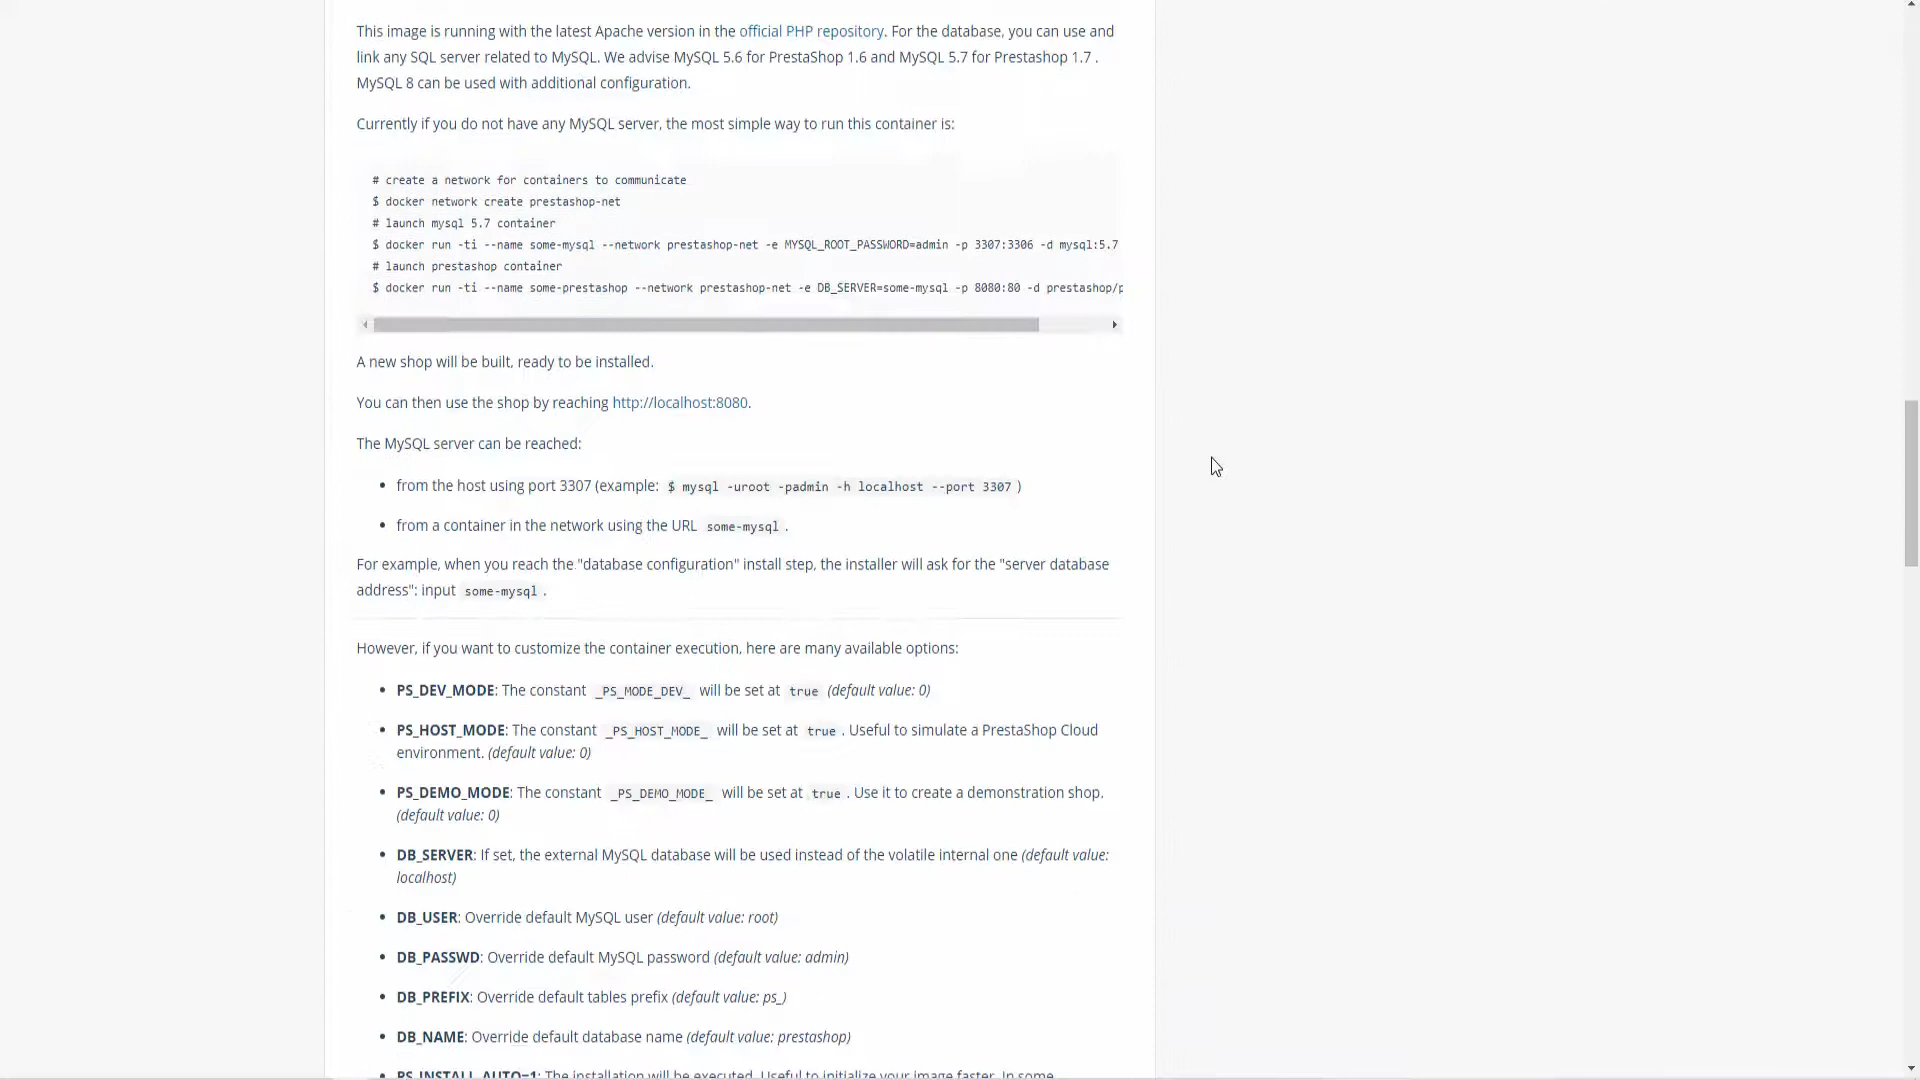 This image is running with the latest Apache version in the official PHP repository. For the database, you can use and
link any SQL server related to MySQL. We advise MySQL 5.6 for PrestaShop 1.6 and MySQL 5.7 for Prestashop 1.7 .
MySQL 8 can be used with additional configuration.
Currently if you do not have any MySQL server, the most simple way to run this container is:
# create a network for containers to communicate
$ docker network create prestashop-net
# launch mysql 5.7 container
$ docker run -ti --name some-mysql --network prestashop-net -e MYSQL_ROOT_PASSWORD=admin -p 3307:3306 -d mysql:5.7
# launch prestashop container
$ docker run -ti --name some-prestashop --network prestashop-net -e DB_SERVER=some-mysql -p 8080:80 -d prestashop/p
A new shop will be built, ready to be installed.
You can then use the shop by reaching http://localhost:8080.
The MySQL server can be reached:
• from the host using port 3307 (example: $ mysql -uroot -padmin -h localhost --port 3307 )
• from a container in the network using the URL some-mysql .
For example, when you reach the "database configuration" install step, the installer will ask for the "server database
address": input some-mysql .
However, if you want to customize the container execution, here are many available options:
• PS_DEV_MODE: The constant _PS_MODE_DEV_ will be set at true (default value: 0)
• PS_HOST_MODE: The constant _PS_HOST_MODE_ will be set at true . Useful to simulate a PrestaShop Cloud
environment. (default value: 0)
• PS_DEMO_MODE: The constant _PS_DEMO_MODE_ will be set at true . Use it to create a demonstration shop.
(default value: 0)
• DB_SERVER: If set, the external MySQL database will be used instead of the volatile internal one (default value:
localhost)
• DB_USER: Override default MySQL user (default value: root)
• DB_PASSWD: Override default MySQL password (default value: admin)
• DB_PREFIX: Override default tables prefix (default value: ps_)
• DB_NAME: Override default database name (default value: prestashop)
• PS_INSTALL_AUTO=1: The installation will be executed. Useful to initialize your image faster. In some